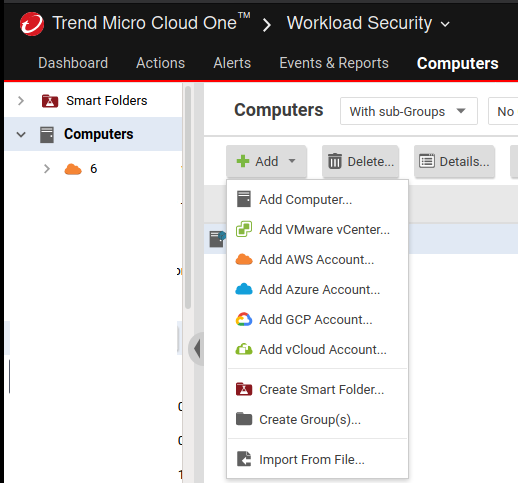 Trend Micro Cloud One™ > Workload Security
Dashboard Actions Alerts Events & Reports Computers
Smart Folders
Computers
6
Computers With sub-Groups No
Add Delete... Details...
Add Computer...
Add VMware vCenter...
Add AWS Account...
Add Azure Account...
Add GCP Account...
Add vCloud Account...
Create Smart Folder...
Create Group(s)...
Import From File...